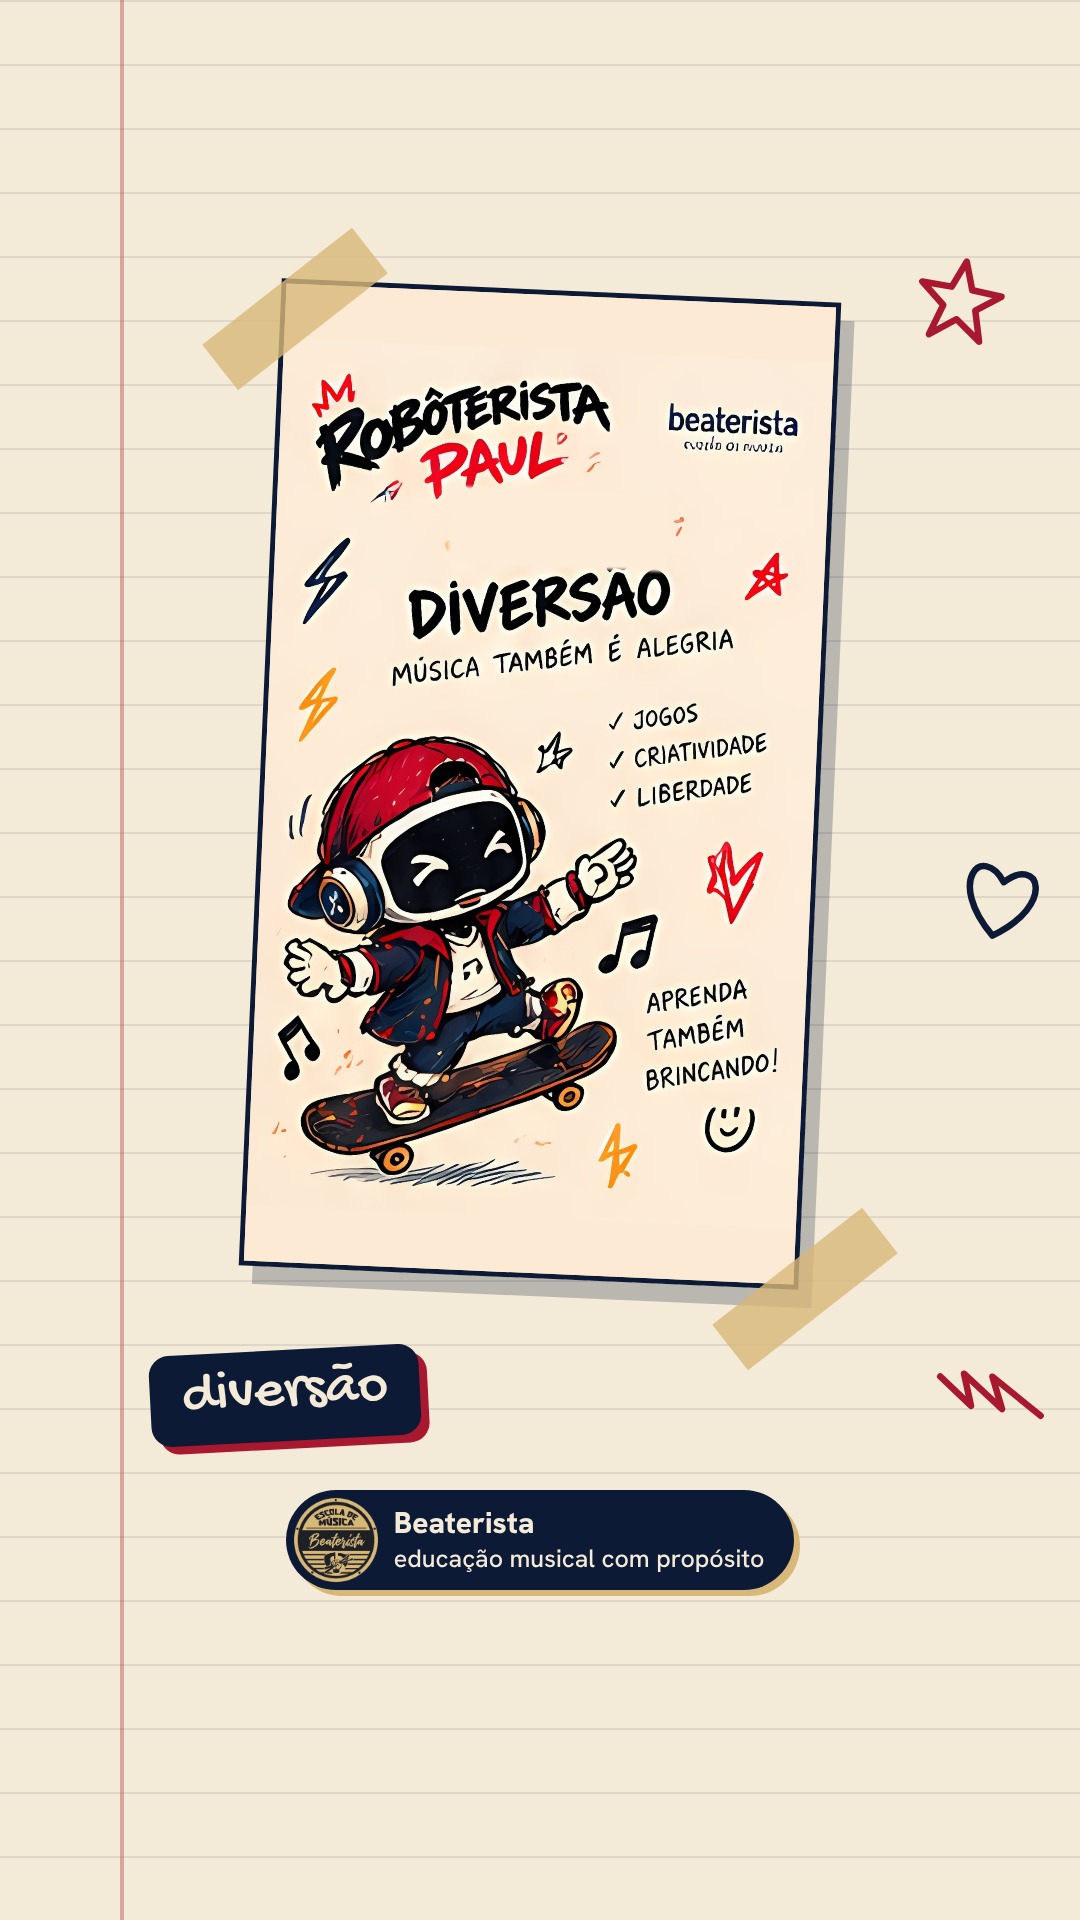 ROBÔTERISTA
PAUL
beaterista
DIVERSÃO
MÚSICA TAMBÉM É ALEGRIA
✓ JOGOS
✓ CRIATIVIDADE
✓ LIBERDADE
APRENDA
TAMBÉM
BRINCANDO!
diversão
ESCOLA DE
MÚSICA
Beaterista
Beaterista
educação musical com propósito